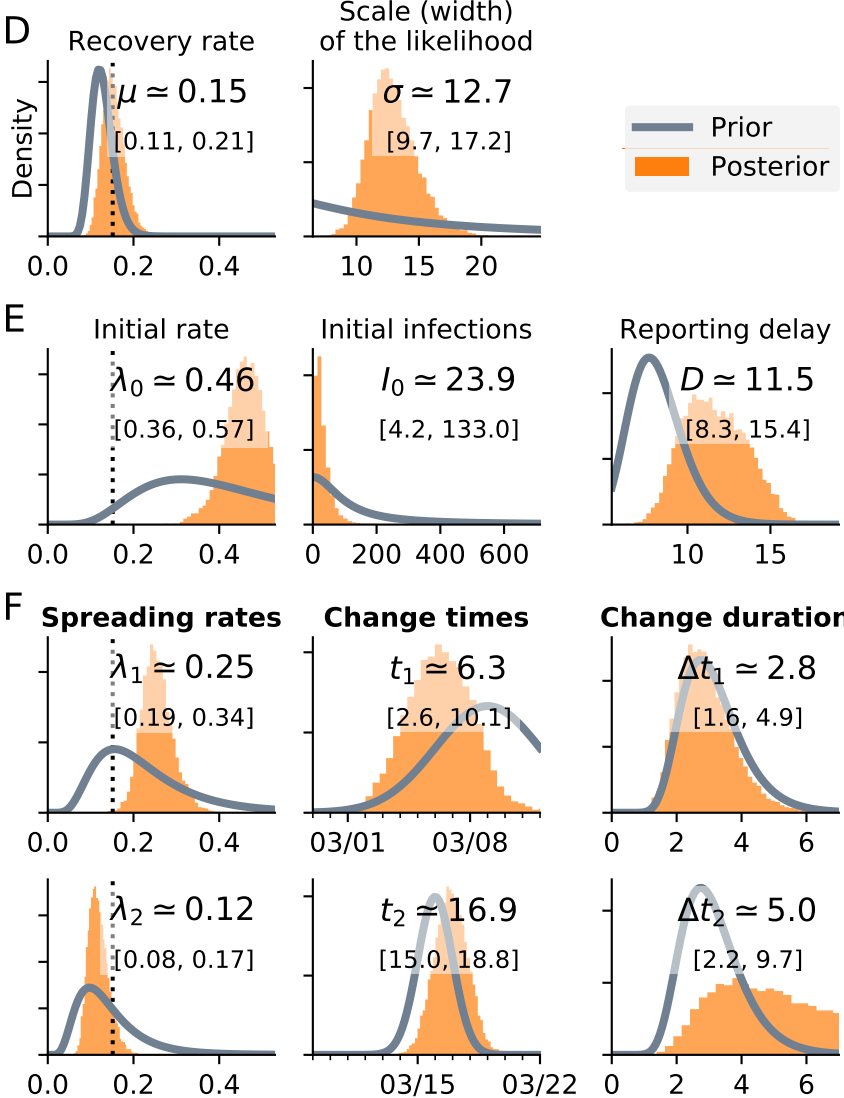 D
Scale (width)
Recovery rate
of the likelihood
Density
μ ≃ 0.15
[0.11, 0.21]
σ ≃ 12.7
[9.7, 17.2]
Prior
Posterior
0.0 0.2 0.4
10 15 20
E
Initial rate
Initial infections
Reporting delay
λ0 ≃ 0.46
[0.36, 0.57]
I0 ≃ 23.9
[4.2, 133.0]
D ≃ 11.5
[8.3, 15.4]
0.0 0.2 0.4
0 200 400 600
10 15
F
Spreading rates
Change times
Change duration
λ1 ≃ 0.25
[0.19, 0.34]
t1 ≃ 6.3
[2.6, 10.1]
Δt1 ≃ 2.8
[1.6, 4.9]
0.0 0.2 0.4
03/01 03/08
0 2 4 6
λ2 ≃ 0.12
[0.08, 0.17]
t2 ≃ 16.9
[15.0, 18.8]
Δt2 ≃ 5.0
[2.2, 9.7]
0.0 0.2 0.4
03/15 03/22
0 2 4 6